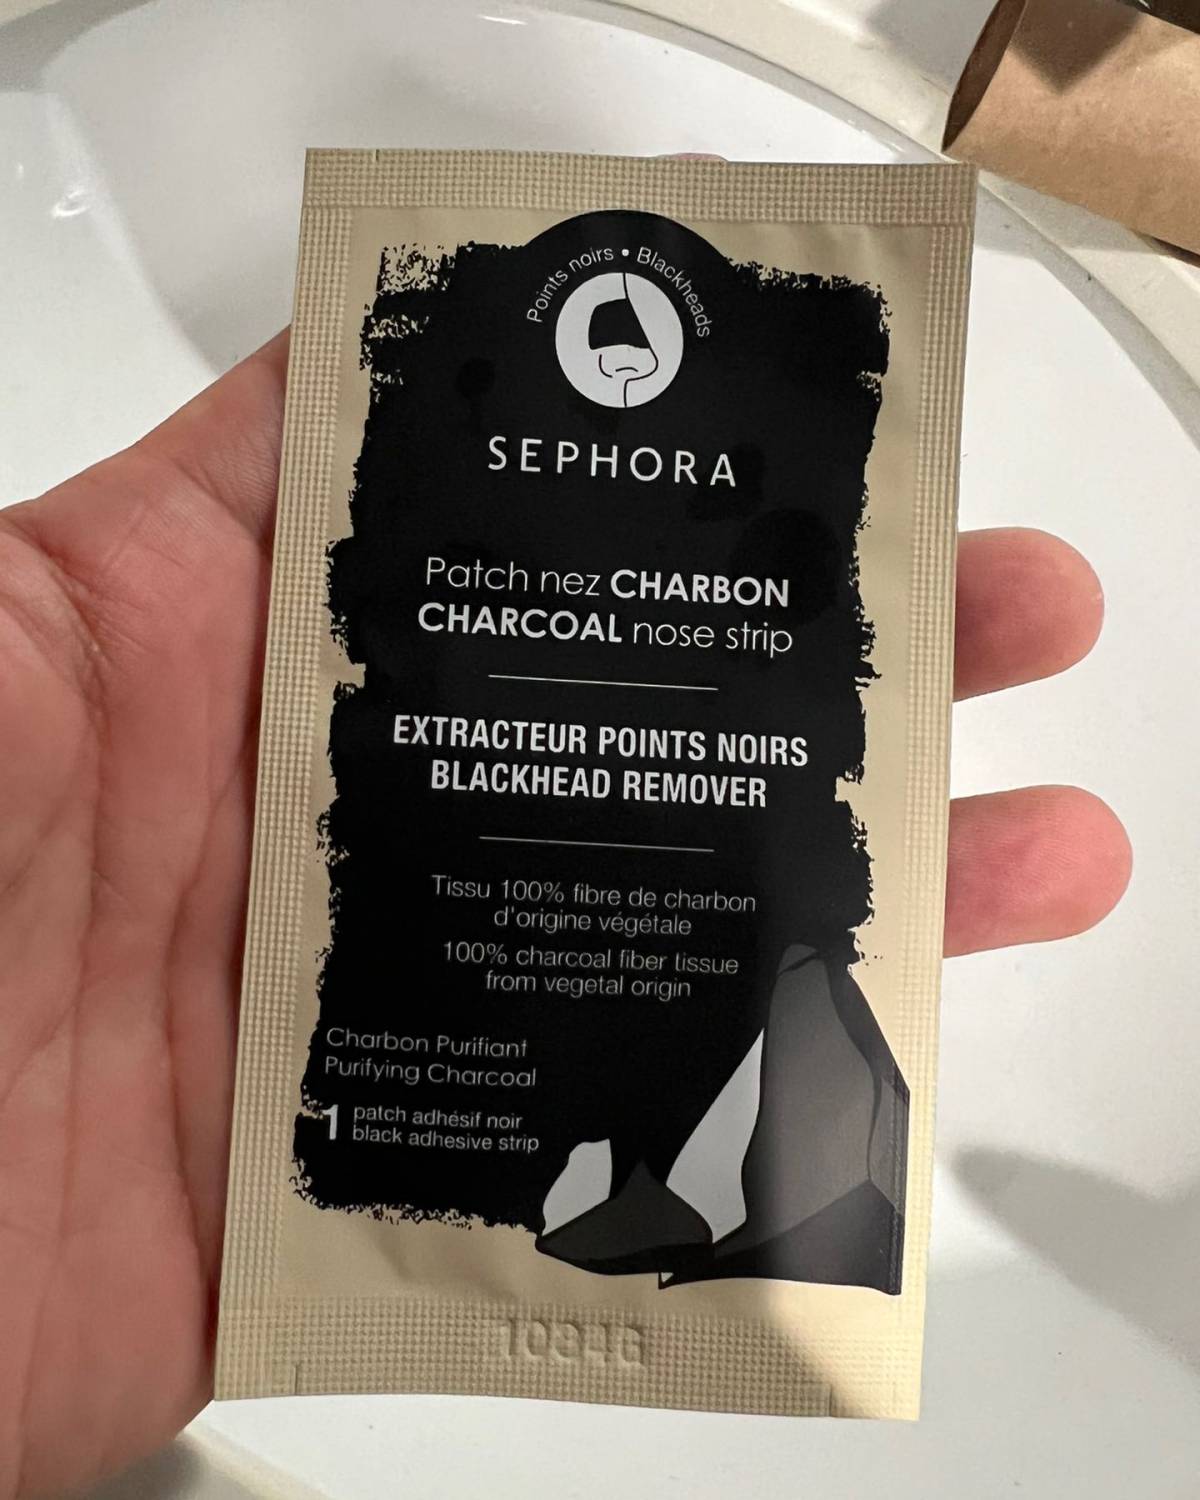 Points noirs • Blackheads
SEPHORA
Patch nez CHARBON
CHARCOAL nose strip
EXTRACTEUR POINTS NOIRS
BLACKHEAD REMOVER
Tissu 100% fibre de charbon
d'origine végétale
100% charcoal fiber tissue
from vegetal origin
Charbon Purifiant
Purifying Charcoal
1 patch adhésif noir
black adhesive strip